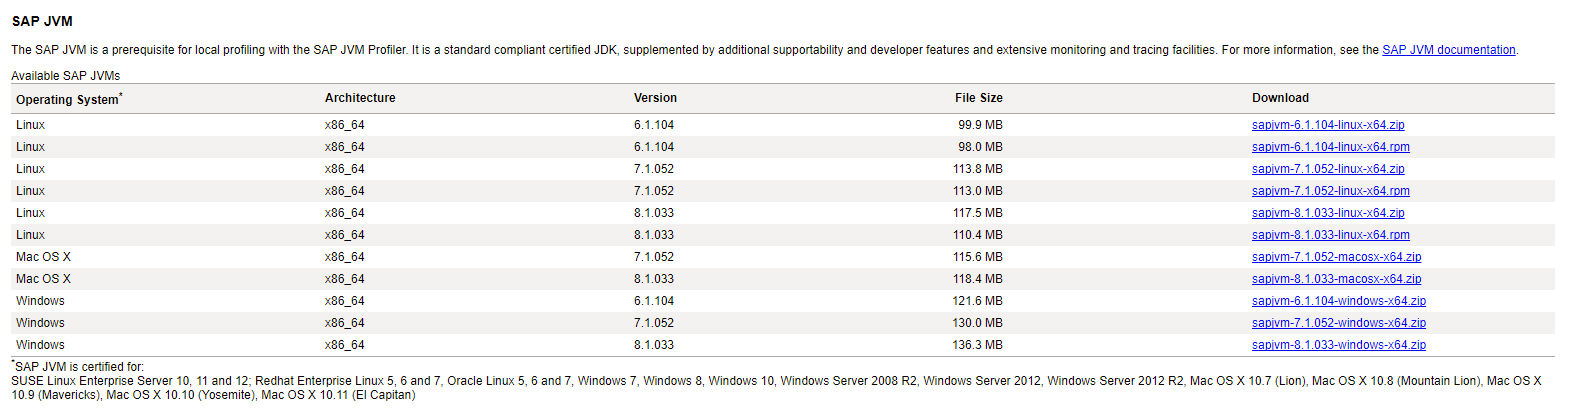 SAP JVM
The SAP JVM is a prerequisite for local profiling with the SAP JVM Profiler. It is a standard compliant certified JDK, supplemented by additional supportability and developer features and extensive monitoring and tracing facilities. For more information, see the SAP JVM documentation.
Available SAP JVMs
Operating System* Architecture Version File Size Download
Linux x86_64 6.1.104 99.9 MB sapjvm-6.1.104-linux-x64.zip
Linux x86_64 6.1.104 98.0 MB sapjvm-6.1.104-linux-x64.rpm
Linux x86_64 7.1.052 113.8 MB sapjvm-7.1.052-linux-x64.zip
Linux x86_64 7.1.052 113.0 MB sapjvm-7.1.052-linux-x64.rpm
Linux x86_64 8.1.033 117.5 MB sapjvm-8.1.033-linux-x64.zip
Linux x86_64 8.1.033 110.4 MB sapjvm-8.1.033-linux-x64.rpm
Mac OS X x86_64 7.1.052 115.6 MB sapjvm-7.1.052-macosx-x64.zip
Mac OS X x86_64 8.1.033 118.4 MB sapjvm-8.1.033-macosx-x64.zip
Windows x86_64 6.1.104 121.6 MB sapjvm-6.1.104-windows-x64.zip
Windows x86_64 7.1.052 130.0 MB sapjvm-7.1.052-windows-x64.zip
Windows x86_64 8.1.033 136.3 MB sapjvm-8.1.033-windows-x64.zip
*SAP JVM is certified for:
SUSE Linux Enterprise Server 10, 11 and 12; Redhat Enterprise Linux 5, 6 and 7, Oracle Linux 5, 6 and 7, Windows 7, Windows 8, Windows 10, Windows Server 2008 R2, Windows Server 2012, Windows Server 2012 R2, Mac OS X 10.7 (Lion), Mac OS X 10.8 (Mountain Lion), Mac OS X
10.9 (Mavericks), Mac OS X 10.10 (Yosemite), Mac OS X 10.11 (El Capitan)